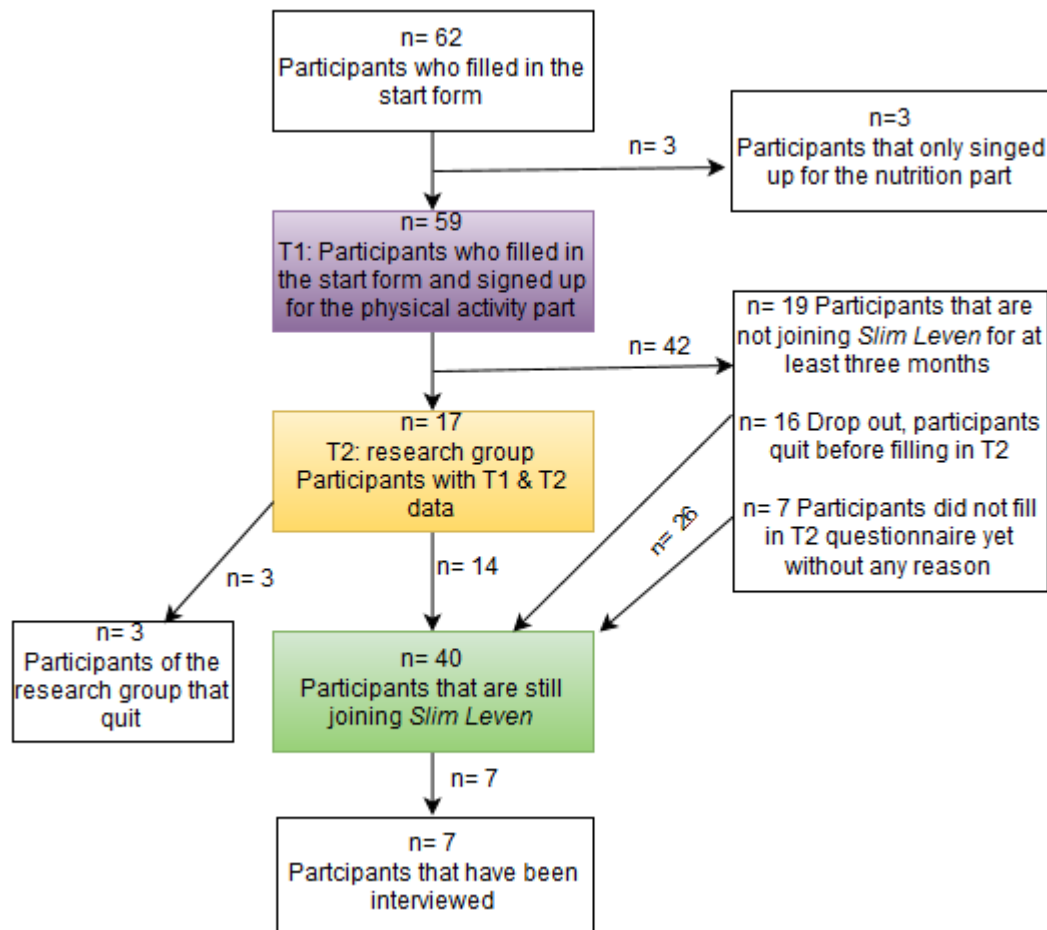 n= 62
Participants who filled in the
start form
n= 3
n=3
Participants that only singed
up for the nutrition part
n= 59
T1: Participants who filled in
the start form and signed up
for the physical activity part
n= 42
n= 19 Participants that are
not joining Slim Leven for at
least three months
n= 16 Drop out, participants
quit before filling in T2
n= 7 Participants did not fill
in T2 questionnaire yet
without any reason
n= 17
T2: research group
Participants with T1 & T2
data
n= 26
n= 3
n= 14
n= 3
Participants of the
research group that
quit
n= 40
Participants that are still
joining Slim Leven
n= 7
n= 7
Partcipants that have been
interviewed